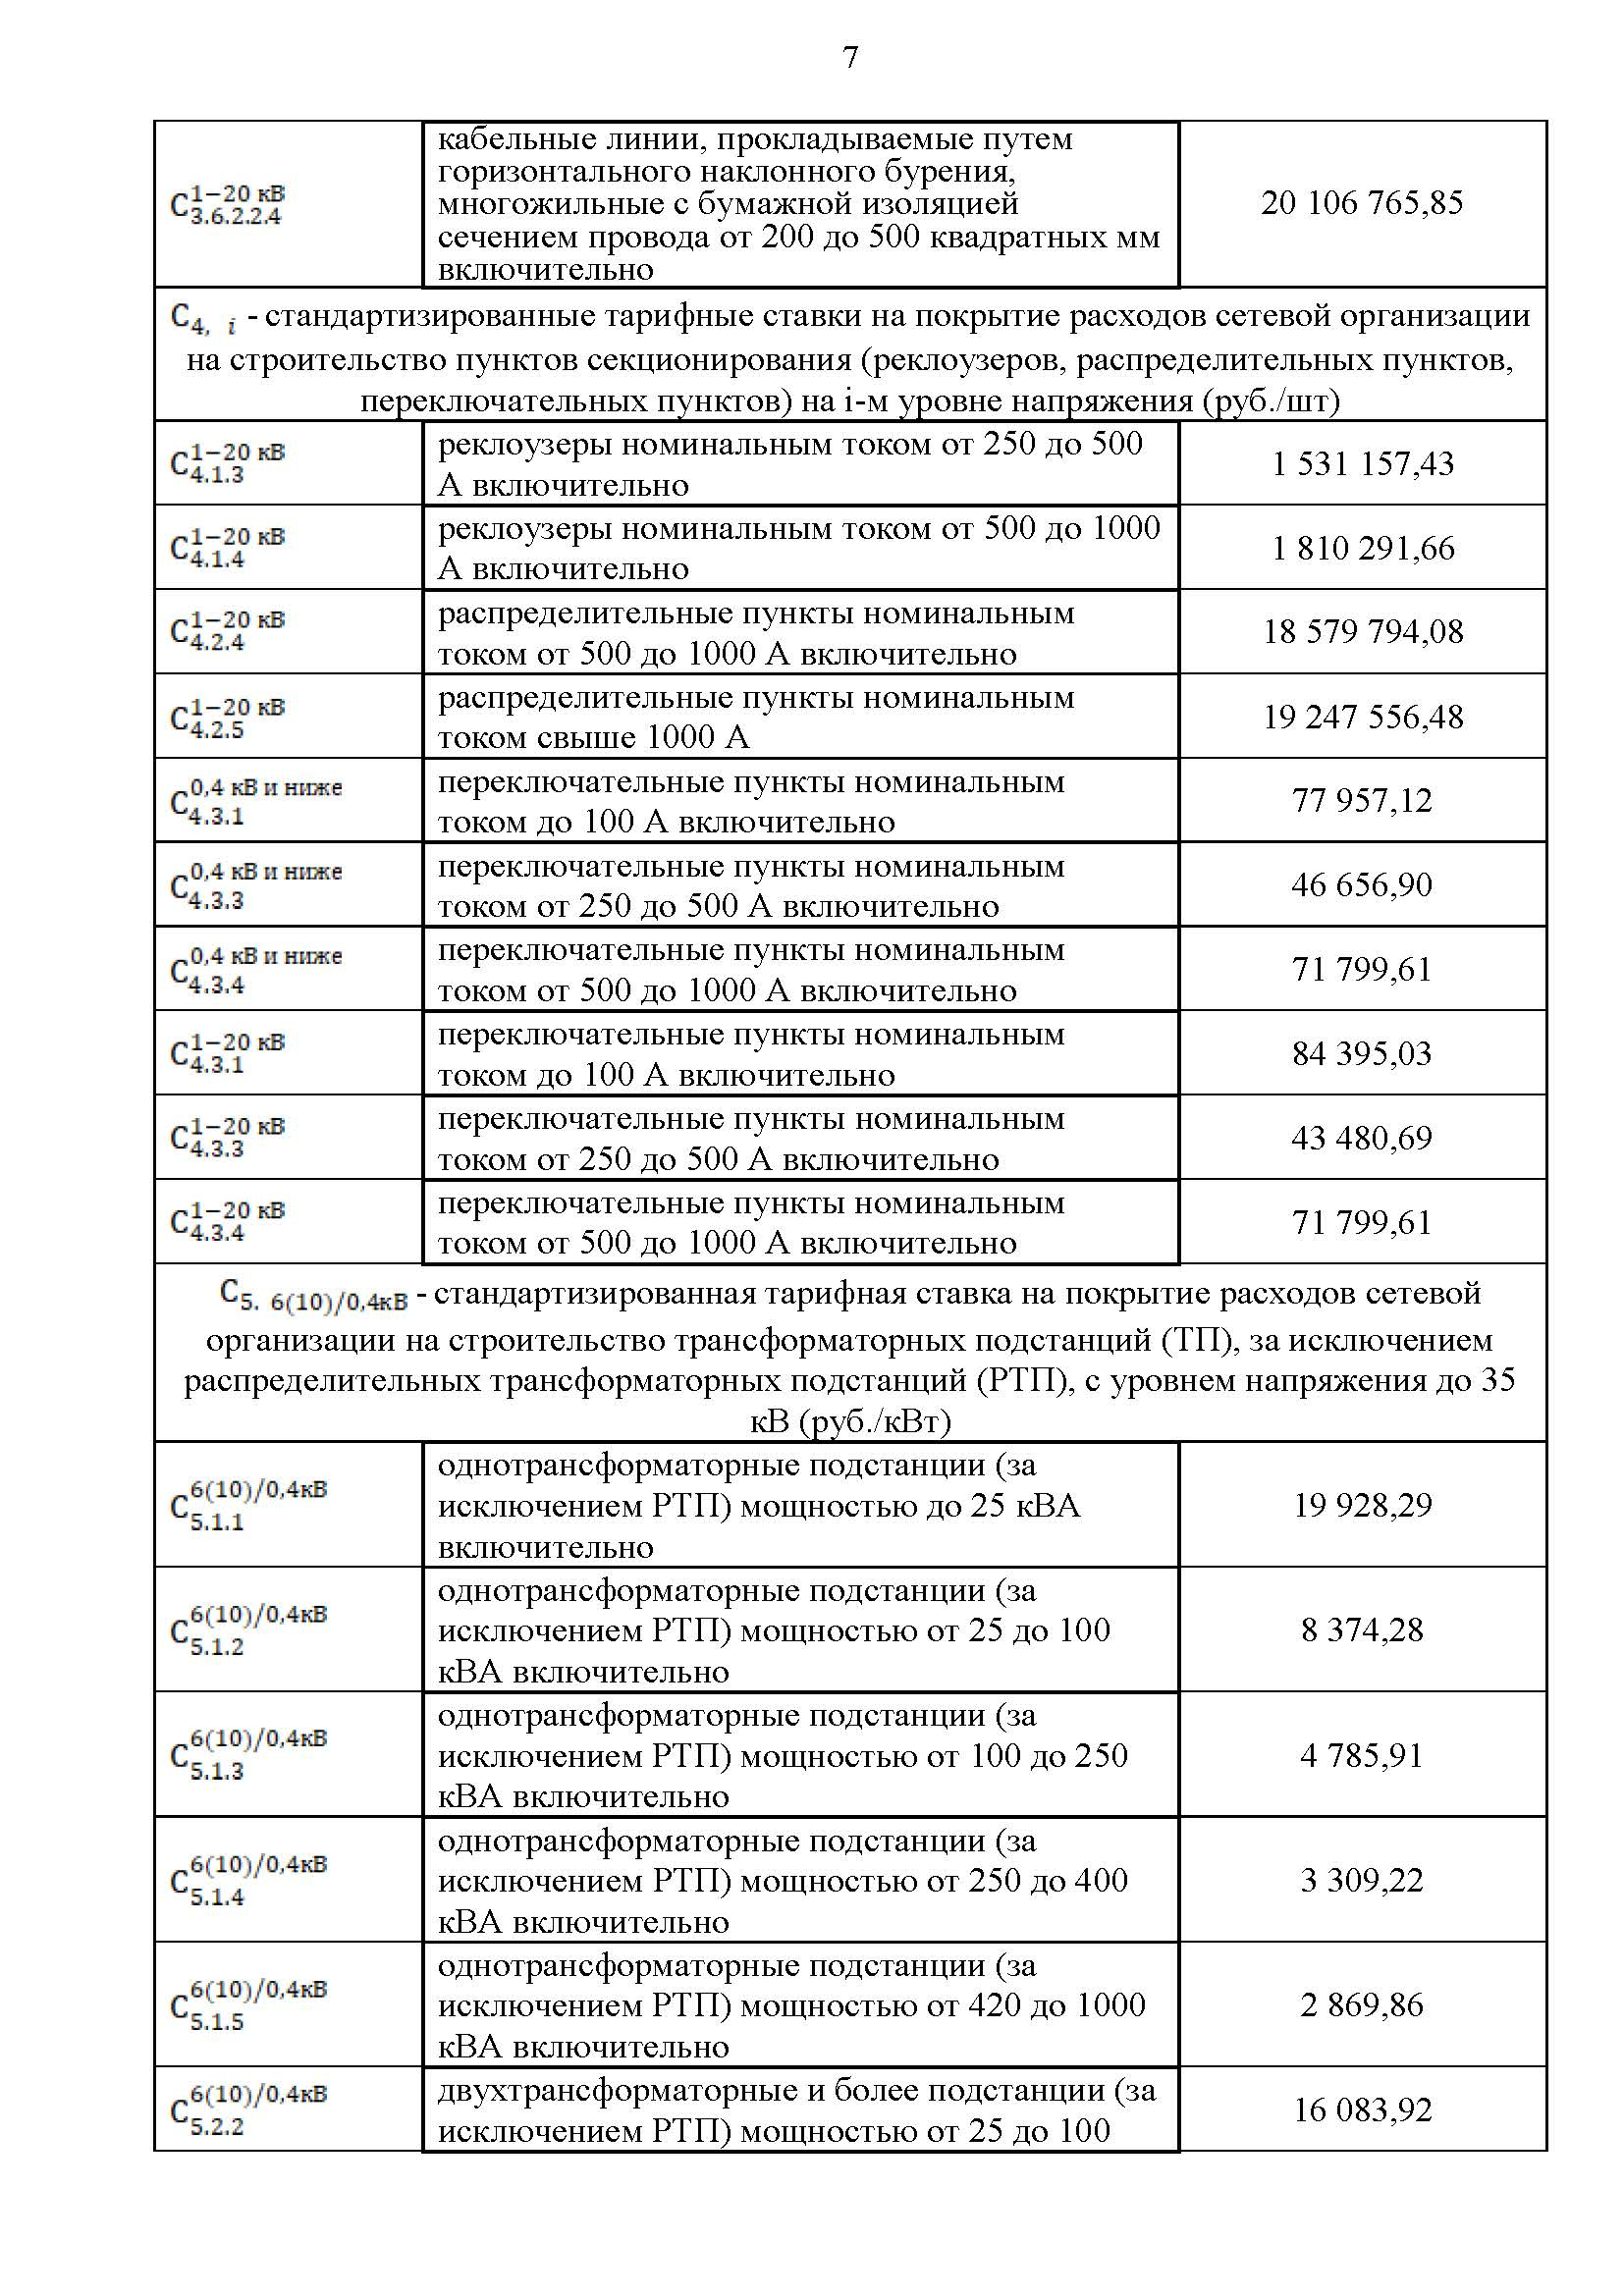 7
кабельные линии, прокладываемые путем
горизонтального наклонного бурения,
C 1−20 кВ 3.6.2.2.4 многожильные с бумажной изоляцией 20 106 765,85
сечением провода от 200 до 500 квадратных мм
включительно
C4, i - стандартизированные тарифные ставки на покрытие расходов сетевой организации
на строительство пунктов секционирования (реклоузеров, распределительных пунктов,
переключательных пунктов) на i-м уровне напряжения (руб./шт)
C 1−20 кВ 4.1.3 реклоузеры номинальным током от 250 до 500 1 531 157,43
А включительно
C 1−20 кВ 4.1.4 реклоузеры номинальным током от 500 до 1000 1 810 291,66
А включительно
C 1−20 кВ 4.2.4 распределительные пункты номинальным 18 579 794,08
током от 500 до 1000 А включительно
C 1−20 кВ 4.2.5 распределительные пункты номинальным 19 247 556,48
током свыше 1000 А
C 0,4 кВ и ниже 4.3.1 переключательные пункты номинальным 77 957,12
током до 100 А включительно
C 0,4 кВ и ниже 4.3.3 переключательные пункты номинальным 46 656,90
током от 250 до 500 А включительно
C 0,4 кВ и ниже 4.3.4 переключательные пункты номинальным 71 799,61
током от 500 до 1000 А включительно
C 1−20 кВ 4.3.1 переключательные пункты номинальным 84 395,03
током до 100 А включительно
C 1−20 кВ 4.3.3 переключательные пункты номинальным 43 480,69
током от 250 до 500 А включительно
C 1−20 кВ 4.3.4 переключательные пункты номинальным 71 799,61
током от 500 до 1000 А включительно
C5. 6(10)/0,4кВ - стандартизированная тарифная ставка на покрытие расходов сетевой
организации на строительство трансформаторных подстанций (ТП), за исключением
распределительных трансформаторных подстанций (РТП), с уровнем напряжения до 35
кВ (руб./кВт)
однотрансформаторные подстанции (за
C 6(10)/0,4кВ 5.1.1 исключением РТП) мощностью до 25 кВА 19 928,29
включительно
однотрансформаторные подстанции (за
C 6(10)/0,4кВ 5.1.2 исключением РТП) мощностью от 25 до 100 8 374,28
кВА включительно
однотрансформаторные подстанции (за
C 6(10)/0,4кВ 5.1.3 исключением РТП) мощностью от 100 до 250 4 785,91
кВА включительно
однотрансформаторные подстанции (за
C 6(10)/0,4кВ 5.1.4 исключением РТП) мощностью от 250 до 400 3 309,22
кВА включительно
однотрансформаторные подстанции (за
C 6(10)/0,4кВ 5.1.5 исключением РТП) мощностью от 420 до 1000 2 869,86
кВА включительно
C 6(10)/0,4кВ 5.2.2 двухтрансформаторные и более подстанции (за 16 083,92
исключением РТП) мощностью от 25 до 100